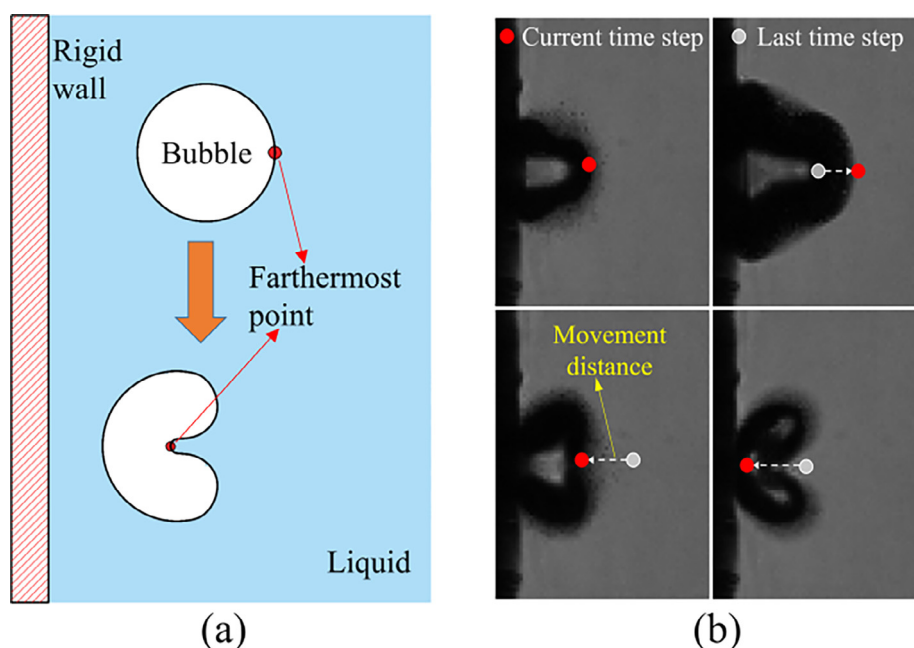 Rigid
wall
Bubble
Farthermost
point
Liquid
(a)
Current time step
Last time step
Movement
distance
(b)